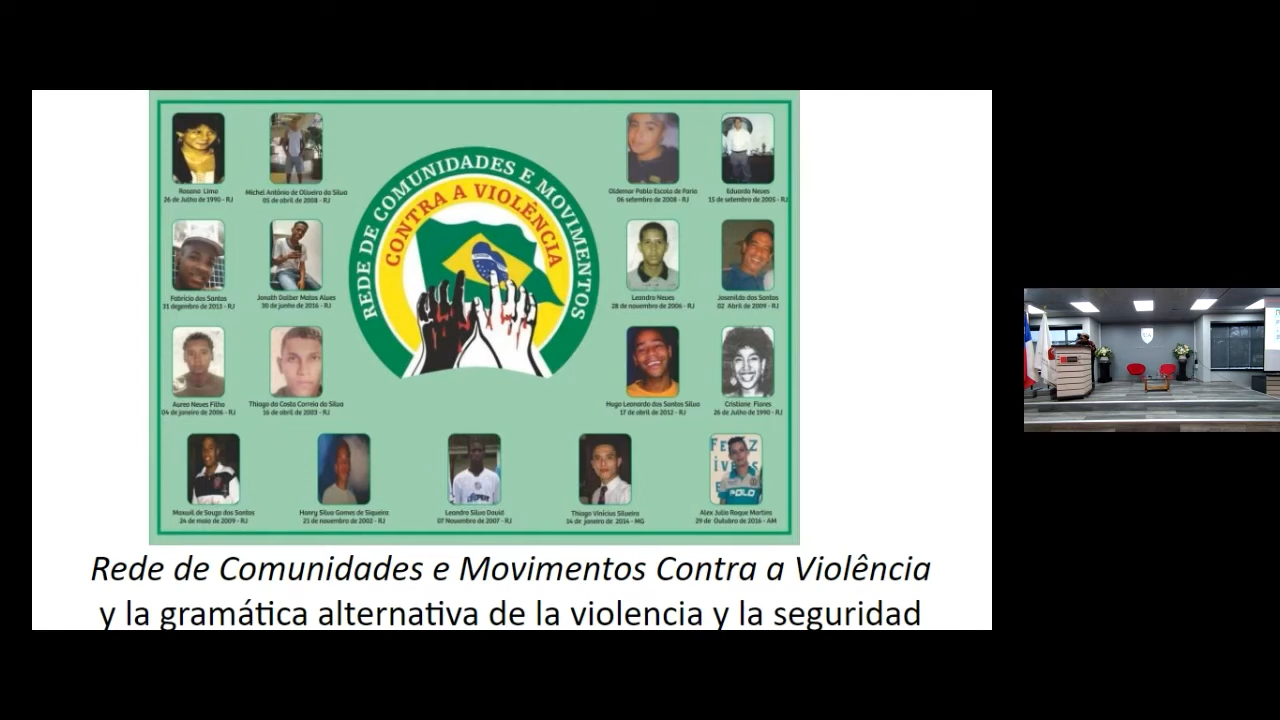 REDE DE COMUNIDADES E MOVIMENTOS
CONTRA A VIOLÊNCIA
Rosana Lima
26 de Julho de 1990 - RJ
Michel Antônio de Oliveira da Silva
05 de abril de 2008 - RJ
Oldemar Pablo Escola de Faria
06 setembro de 2008 - RJ
Eduardo Neves
15 de setembro de 2005 - RJ
Fabrício dos Santos
31 dezembro de 2013 - RJ
Jonath Dalber Matos Alves
30 de junho de 2016 - RJ
Leandro Neves
28 de novembro de 2006 - RJ
Josenildo dos Santos
02 Abril de 2009 - RJ
Aureo Neves Filho
04 de janeiro de 2006 - RJ
Thiago da Costa Correia da Silva
16 de abril de 2003 - RJ
Hugo Leonardo dos Santos Silva
17 de abril de 2012 - RJ
Cristiane Flores
26 de Julho de 1990 - RJ
Maxwil de Souza dos Santos
24 de maio de 2009 - RJ
Hanry Silva Gomes de Siqueira
21 de novembro de 2002 - RJ
Leandro Silva David
07 Novembro de 2007 - RJ
Thiago Vinícius Silveira
14 de janeiro de 2014 - MG
Alex Julio Roque Martins
29 de Outubro de 2016 - AM
POLO
Rede de Comunidades e Movimentos Contra a Violência
y la gramática alternativa de la violencia y la seguridad